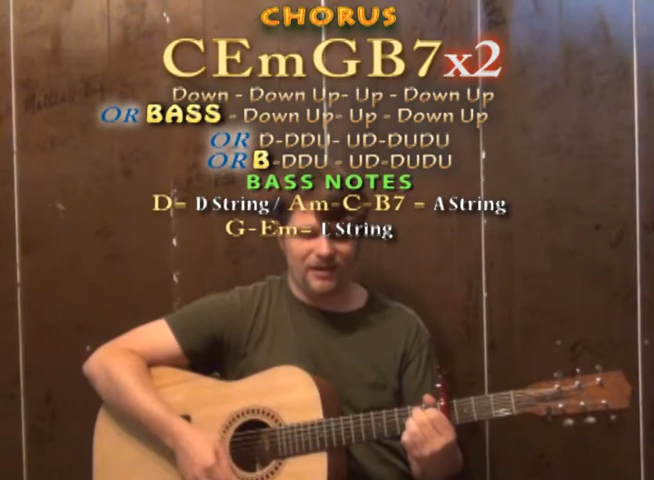 CHORUS
CEmGB7x2
Down - Down Up- Up - Down Up
OR BASS - Down Up- Up - Down Up
OR D-DDU- UD-DUDU
OR B-DDU - UD-DUDU
BASS NOTES
D= D String/ Am-C-B7 = A String
G-Em= E String